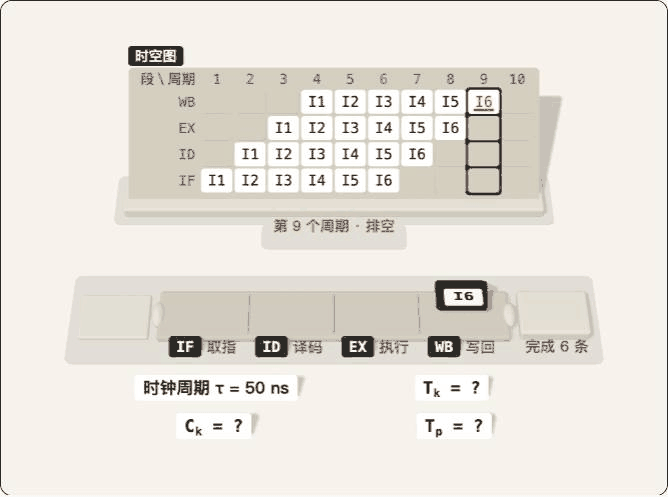 时空图
段\周期 1 2 3 4 5 6 7 8 9 10
WB I1 I2 I3 I4 I5 I6
EX I1 I2 I3 I4 I5 I6
ID I1 I2 I3 I4 I5 I6
IF I1 I2 I3 I4 I5 I6
第 9 个周期 · 排空
I6
IF 取指 ID 译码 EX 执行 WB 写回 完成 6 条
时钟周期 τ = 50 ns Tk = ?
Ck = ? Tp = ?